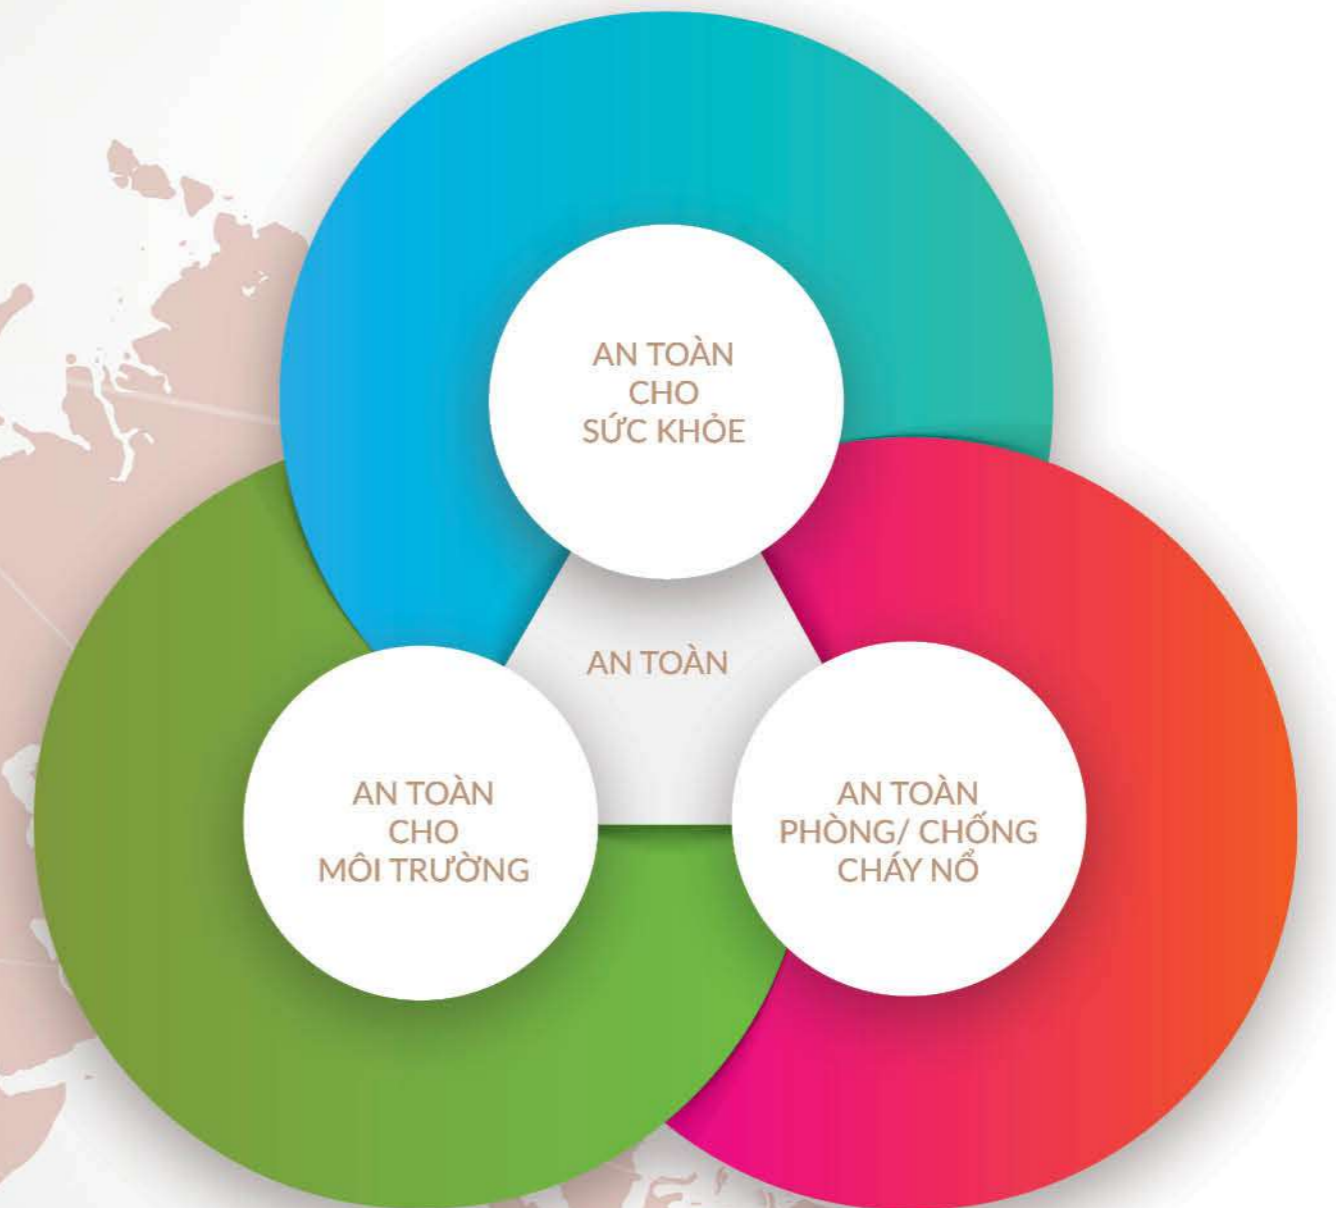 AN TOÀN
CHO
SỨC KHỎE
AN TOÀN
AN TOÀN
CHO
MÔI TRƯỜNG
AN TOÀN
PHÒNG/ CHỐNG
CHÁY NỔ